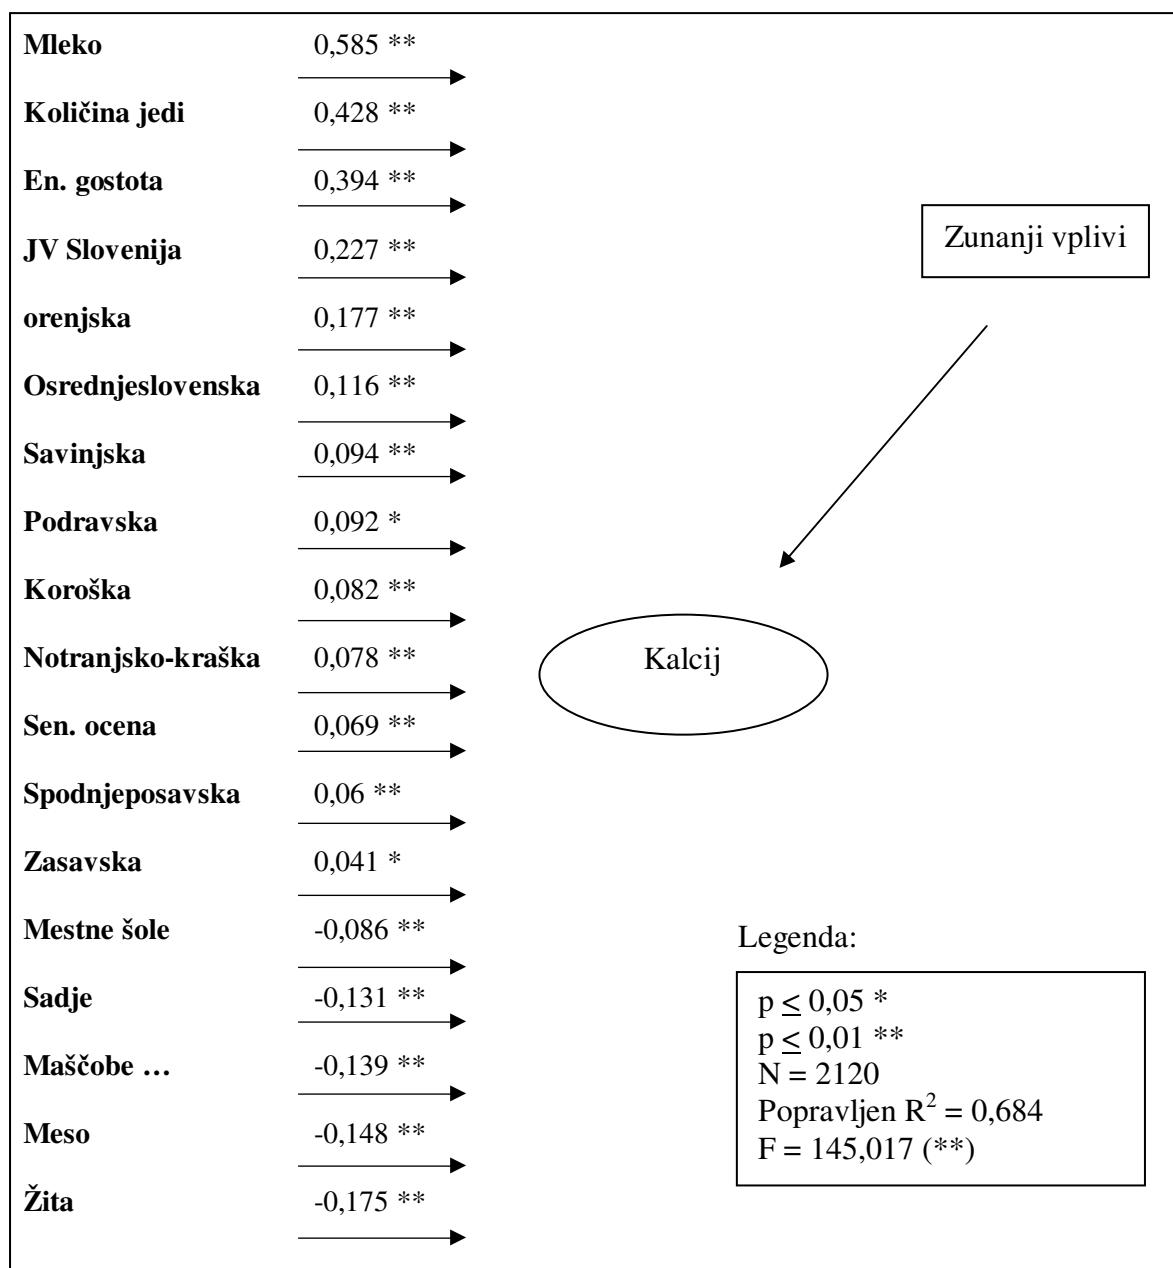 Mleko 0,585 **
Količina jedi 0,428 **
En. gostota 0,394 **
JV Slovenija 0,227 **
orenjska 0,177 **
Osrednjeslovenska 0,116 **
Savinjska 0,094 **
Podravska 0,092 *
Koroška 0,082 **
Notranjsko-kraška 0,078 **
Sen. ocena 0,069 **
Spodnjeposavska 0,06 **
Zasavska 0,041 *
Mestne šole -0,086 **
Sadje -0,131 **
Maščobe … -0,139 **
Meso -0,148 **
Žita -0,175 **
Zunanji vplivi
Kalcij
Legenda:
p ≤ 0,05 *
p ≤ 0,01 **
N = 2120
Popravljen R² = 0,684
F = 145,017 (**)